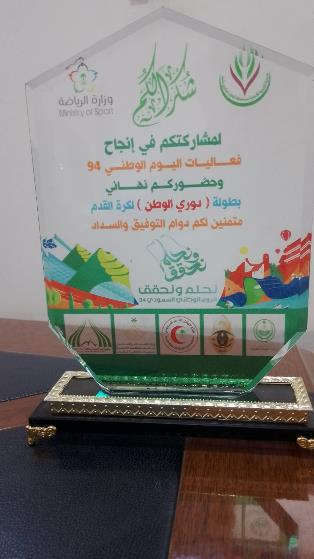 وزارة الرياضة
Ministry of Sport
شكرا لكم
لمشاركتكم في إنجاح
فعاليات اليوم الوطني 94
وحضوركم نهائي
بطولة ( دوري الوطن ) لكرة القدم
متمنين لكم دوام التوفيق والسداد
نحلم ونحقق
نحلم ونحقق
اليوم الوطني السعودي 94